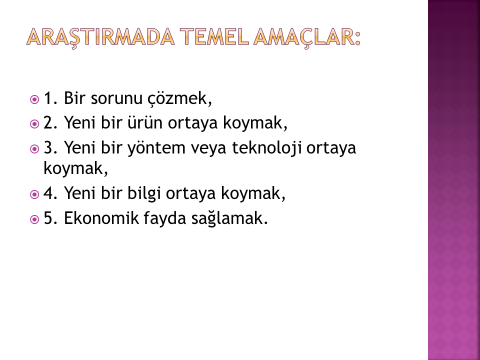 ARAŞTIRMADA TEMEL AMAÇLAR:
1. Bir sorunu çözmek,
2. Yeni bir ürün ortaya koymak,
3. Yeni bir yöntem veya teknoloji ortaya
koymak,
4. Yeni bir bilgi ortaya koymak,
5. Ekonomik fayda sağlamak.